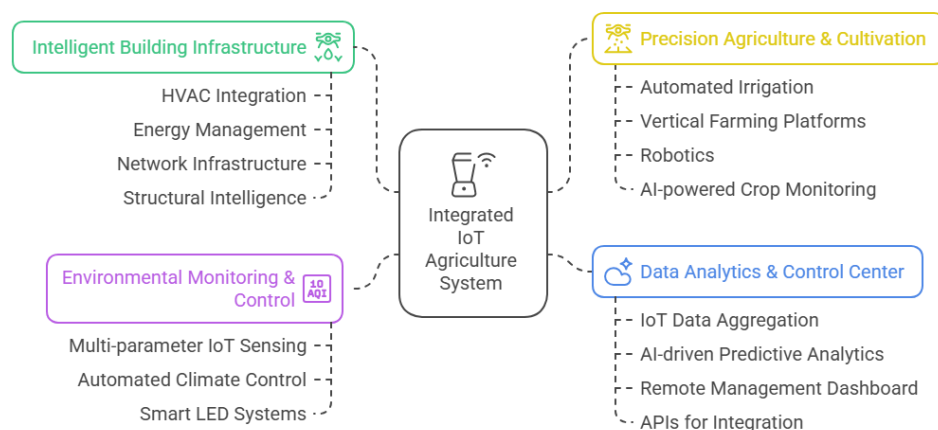 Intelligent Building Infrastructure
HVAC Integration
Energy Management
Network Infrastructure
Structural Intelligence
Environmental Monitoring &
Control
10
AQI
Multi-parameter IoT Sensing
Automated Climate Control
Smart LED Systems
Integrated
IoT
Agriculture
System
Precision Agriculture & Cultivation
Automated Irrigation
Vertical Farming Platforms
Robotics
AI-powered Crop Monitoring
Data Analytics & Control Center
IoT Data Aggregation
AI-driven Predictive Analytics
Remote Management Dashboard
APIs for Integration